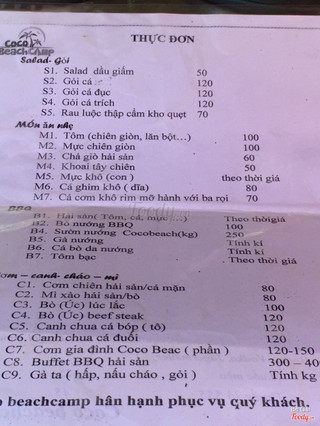 Coco
BeachCamp
THỰC ĐƠN
Salad- Gỏi
S1. Salad dầu giấm 50
S2. Gỏi cá 120
S3. Gỏi cá đục 120
S4. Gỏi cá trích 120
S5. Rau luộc thập cẩm kho quẹt 70
Món ăn nhẹ
M1. Tôm (chiên giòn, lăn bột...) 100
M2. Mực chiên giòn 100
M3. Chả giò hải sản 60
M4. Khoai tây chiên 50
M5. Mực khô (con ) theo thời giá
M6. Cá ghim khô ( dĩa) 80
M7. Cá cơm khô rim mỡ hành với ba rọi 70
BBQ
B1. Hải sản( Tôm, cá, mực...) Theo thờigiá
B2. Bò nướng BBQ 100
B4. Sườn nướng Cocobeach(kg) 250
B5. Gà nướng Tính kí
B6. Cá bò da nướng Tính kí
B7. Tôm bạc Theo thời giá
Cơm – canh- cháo – mì
C1. Cơm chiên hải sản/cá mặn 80
C2. Mì xào hải sản/bò 80
C3. Bò (Úc) lúc lắc 100
C4. Bò (Úc) beef steak 120
C5. Canh chua cá bóp ( tô) 120
C6. Canh chua cá đuối 120
C7. Cơm gia đình Coco Beac ( phần ) 120-150
C8. Buffet BBQ hải sản 300 – 40
C9. Gà ta ( hấp, nấu cháo , gỏi ) Tính kg
o beachcamp hân hạnh phục vụ quý khách.
Foody